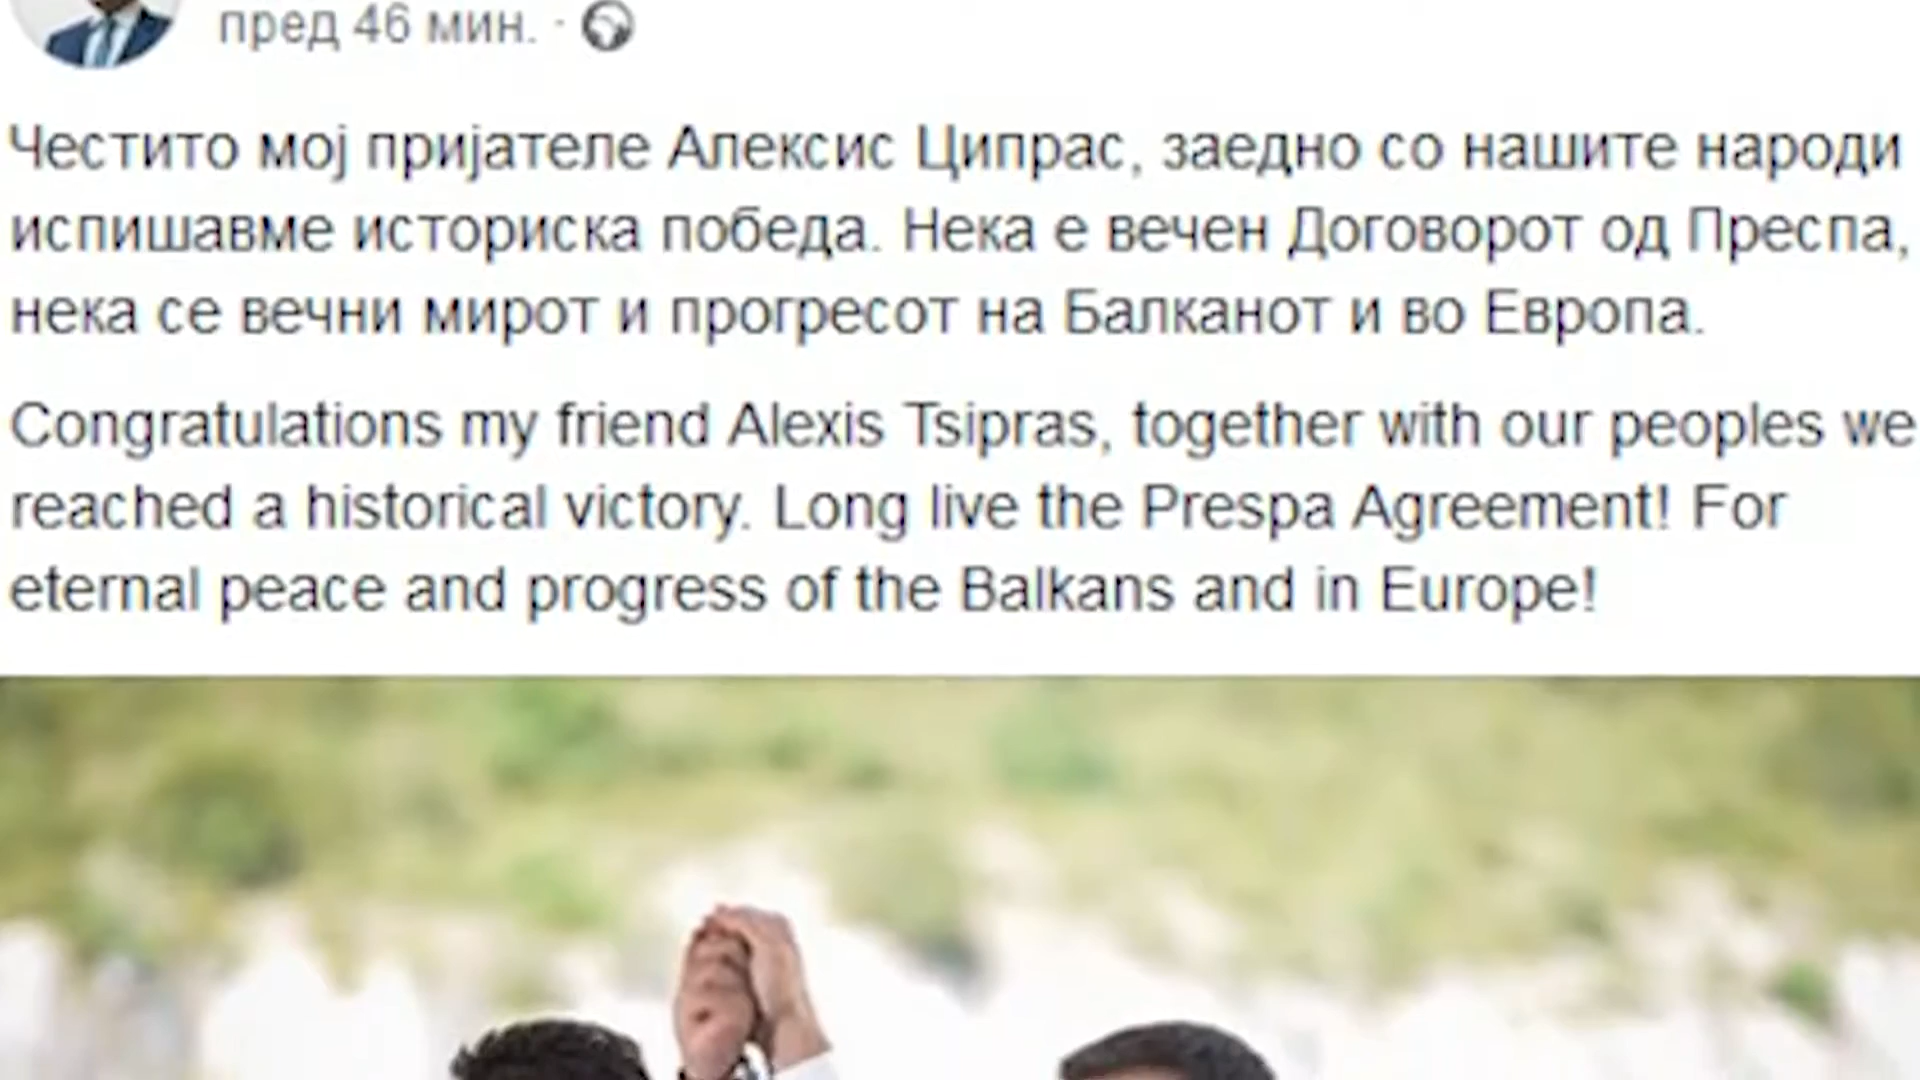 пред 46 мин. ·
Честито мој пријателе Алексис Ципрас, заедно со нашите народи
испишавме историска победа. Нека е вечен Договорот од Преспа,
нека се вечни мирот и прогресот на Балканот и во Европа.
Congratulations my friend Alexis Tsipras, together with our peoples we
reached a historical victory. Long live the Prespa Agreement! For
eternal peace and progress of the Balkans and in Europe!